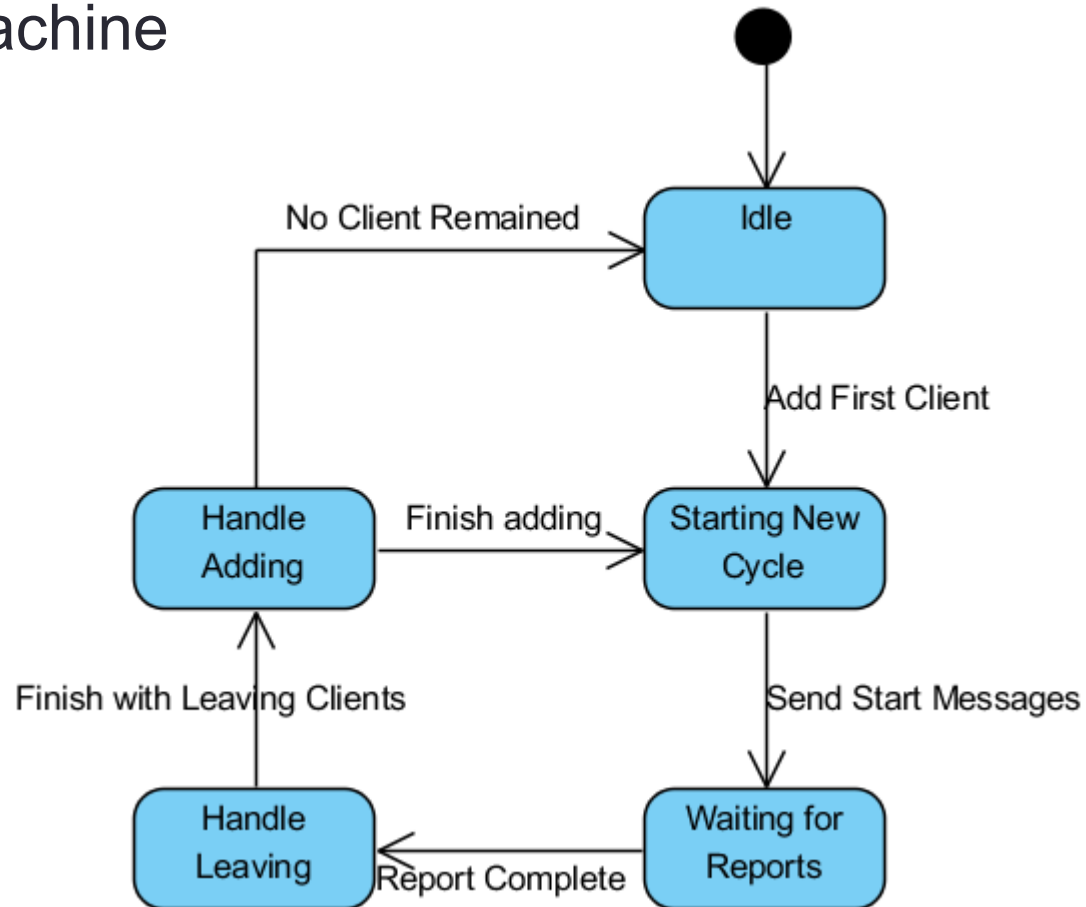 achine
No Client Remained
Idle
Add First Client
Handle
Adding
Finish adding
Starting New
Cycle
Finish with Leaving Clients
Send Start Messages
Handle
Leaving
Report Complete
Waiting for
Reports